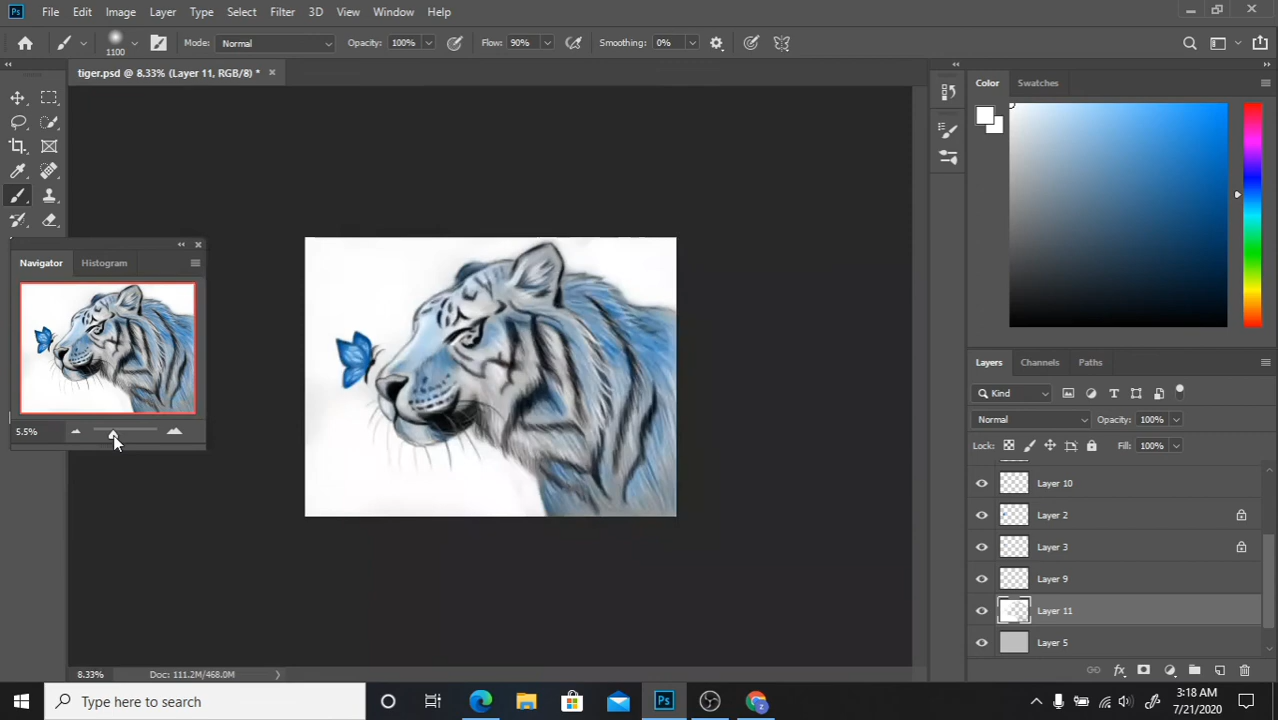 Ps File Edit Image Layer Type Select Filter 3D View Window Help
1100 Mode: Normal Opacity: 100% Flow: 90% Smoothing: 0%
tiger.psd @ 8.33% (Layer 11, RGB/8) * ×
Color Swatches
Navigator Histogram
5.5%
Layers Channels Paths
Kind
Normal Opacity: 100%
Lock: Fill: 100%
Layer 10
Layer 2
Layer 3
Layer 9
Layer 11
Layer 5
8.33% Doc: 111.2M/468.0M
fx
Type here to search
Ps
3:18 AM
7/21/2020